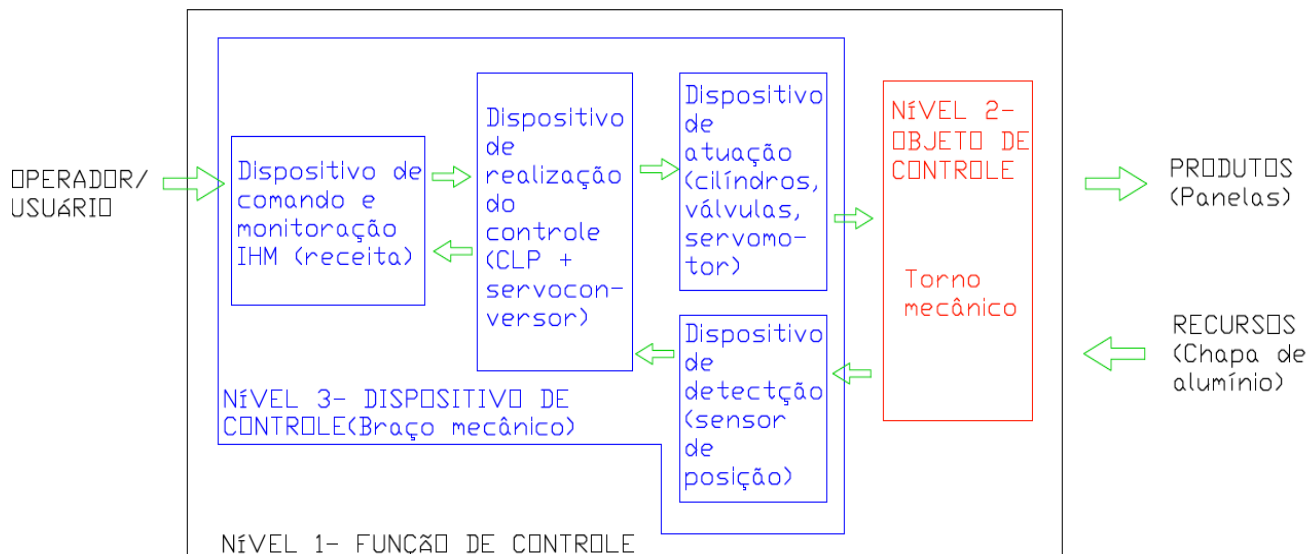 OPERADOR/
USUÁRIO
Dispositivo de
comando e
monitoração
IHM (receita)
Dispositivo
de
realização
do
controle
(CLP +
servocon-
versor)
Dispositivo
de
atuação
(cilíndros,
válvulas,
servomo-
tor)
Dispositivo
de
detectção
(sensor
de
posição)
NÍVEL 3- DISPOSITIVO DE
CONTROLE(Braço mecânico)
NÍVEL 2-
OBJETO DE
CONTROLE
Torno
mecânico
PRODUTOS
(Panelas)
RECURSOS
(Chapa de
alumínio)
NÍVEL 1- FUNÇÃO DE CONTROLE